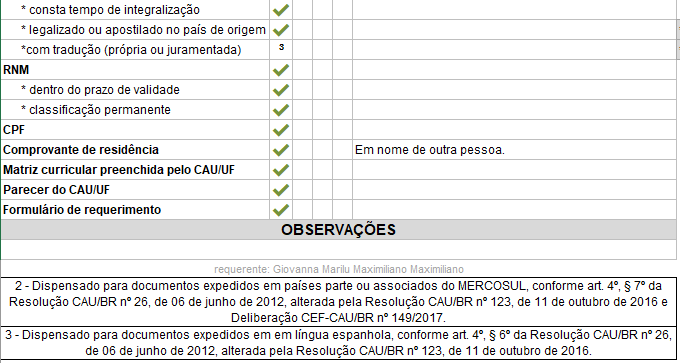 * consta tempo de integralização
* legalizado ou apostilado no país de origem
*com tradução (própria ou juramentada) 3
RNM
* dentro do prazo de validade
* classificação permanente
CPF
Comprovante de residência Em nome de outra pessoa.
Matriz curricular preenchida pelo CAU/UF
Parecer do CAU/UF
Formulário de requerimento
OBSERVAÇÕES
requerente: Giovanna Marilu Maximiliano Maximiliano
2 - Dispensado para documentos expedidos em países parte ou associados do MERCOSUL, conforme art. 4º, § 7º da
Resolução CAU/BR nº 26, de 06 de junho de 2012, alterada pela Resolução CAU/BR nº 123, de 11 de outubro de 2016 e
Deliberação CEF-CAU/BR nº 149/2017.
3 - Dispensado para documentos expedidos em em língua espanhola, conforme art. 4º, § 6º da Resolução CAU/BR nº 26,
de 06 de junho de 2012, alterada pela Resolução CAU/BR nº 123, de 11 de outubro de 2016.